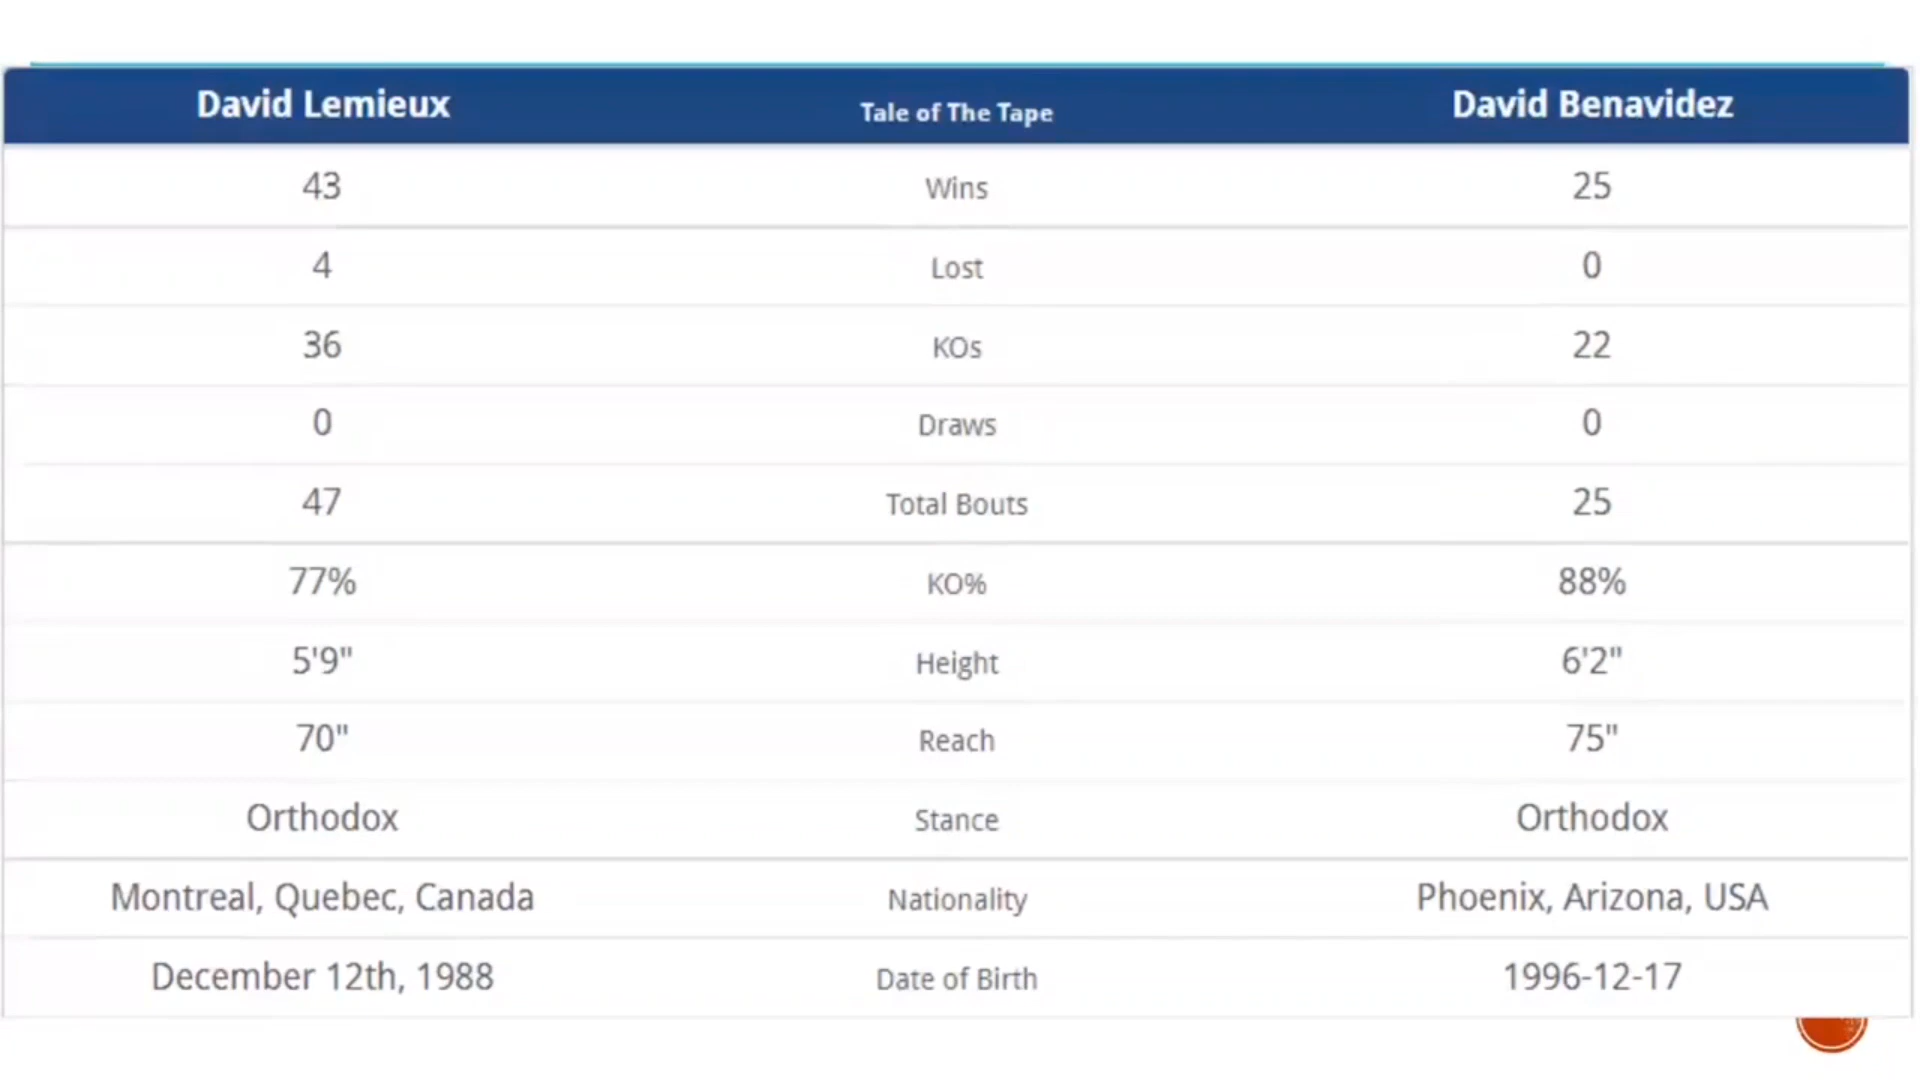 David Lemieux Tale of The Tape David Benavidez
43 Wins 25
4 Lost 0
36 KOs 22
0 Draws 0
47 Total Bouts 25
77% KO% 88%
5'9" Height 6'2"
70" Reach 75"
Orthodox Stance Orthodox
Montreal, Quebec, Canada Nationality Phoenix, Arizona, USA
December 12th, 1988 Date of Birth 1996-12-17